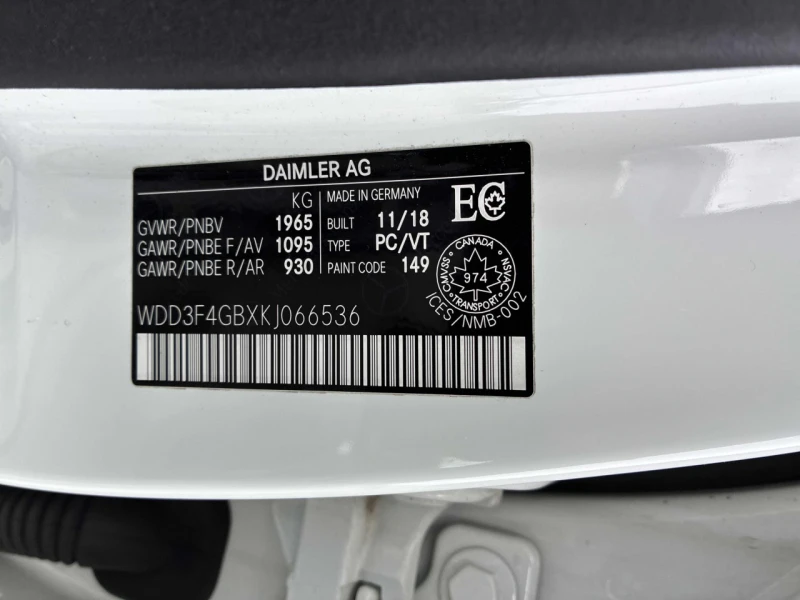 DAIMLER AG
KG
GVWR/PNBV 1965
GAWR/PNBE F/AV 1095
GAWR/PNBE R/AR 930
MADE IN GERMANY
BUILT 11/18
TYPE PC/VT
PAINT CODE 149
EC
CANADA
CMVSS 974 NSVAC
TRANSPORT
ICES/NMB-002
WDD3F4GBXKJ066536